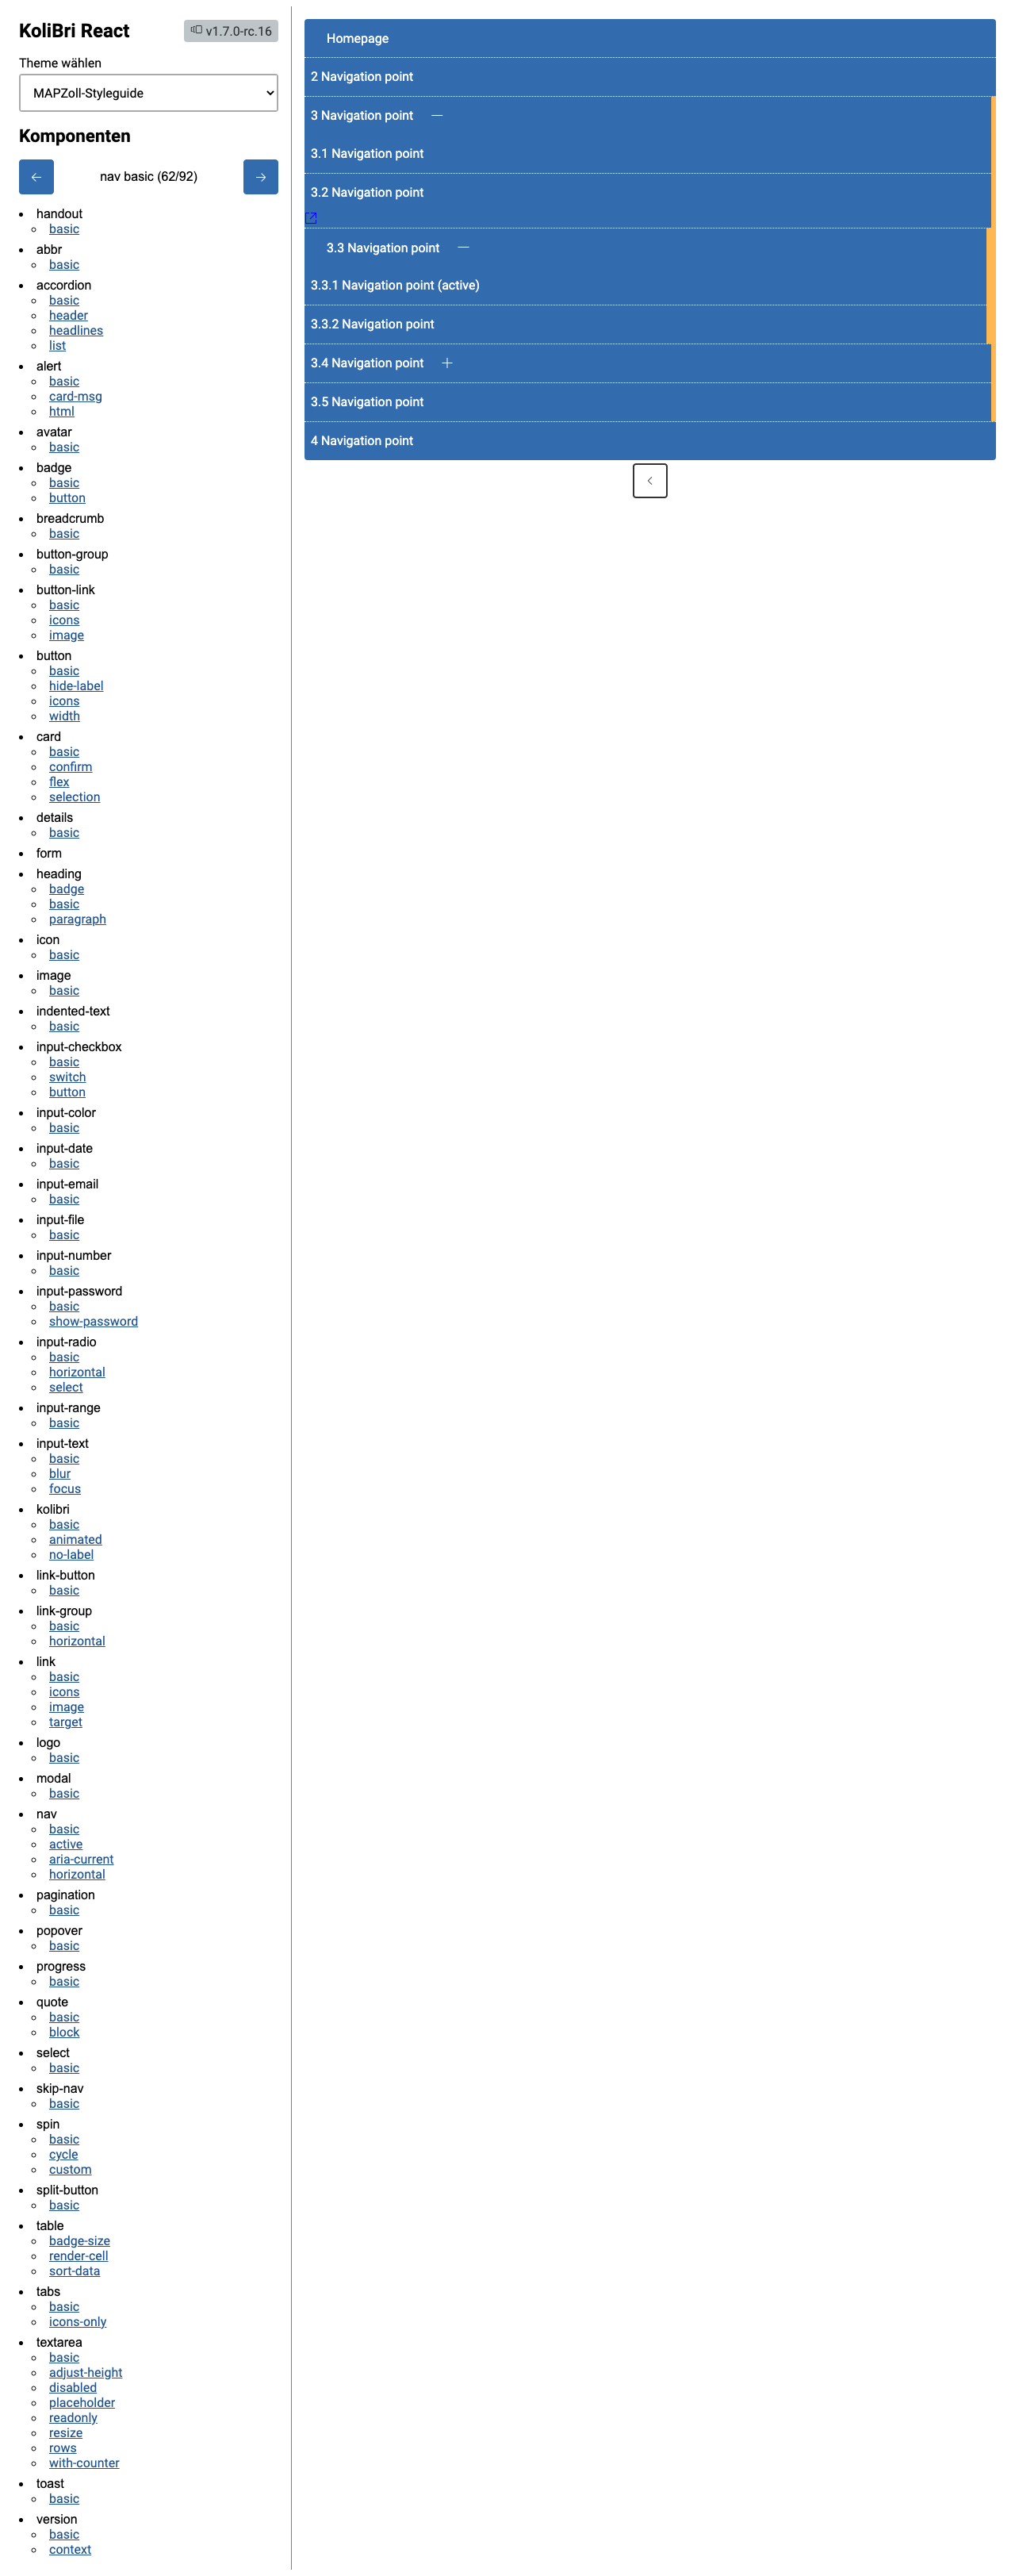 KoliBri React
v1.7.0-rc.16
Theme wählen
MAPZoll-Styleguide
Komponenten
nav basic (62/92)
handout
basic
abbr
basic
accordion
basic
header
headlines
list
alert
basic
card-msg
html
avatar
basic
badge
basic
button
breadcrumb
basic
button-group
basic
button-link
basic
icons
image
button
basic
hide-label
icons
width
card
basic
confirm
flex
selection
details
basic
form
heading
badge
basic
paragraph
icon
basic
image
basic
indented-text
basic
input-checkbox
basic
switch
button
input-color
basic
input-date
basic
input-email
basic
input-file
basic
input-number
basic
input-password
basic
show-password
input-radio
basic
horizontal
select
input-range
basic
input-text
basic
blur
focus
kolibri
basic
animated
no-label
link-button
basic
link-group
basic
horizontal
link
basic
icons
image
target
logo
basic
modal
basic
nav
basic
active
aria-current
horizontal
pagination
basic
popover
basic
progress
basic
quote
basic
block
select
basic
skip-nav
basic
spin
basic
cycle
custom
split-button
basic
table
badge-size
render-cell
sort-data
tabs
basic
icons-only
textarea
basic
adjust-height
disabled
placeholder
readonly
resize
rows
with-counter
toast
basic
version
basic
context
Homepage
2 Navigation point
3 Navigation point
3.1 Navigation point
3.2 Navigation point
3.3 Navigation point
3.3.1 Navigation point (active)
3.3.2 Navigation point
3.4 Navigation point
3.5 Navigation point
4 Navigation point